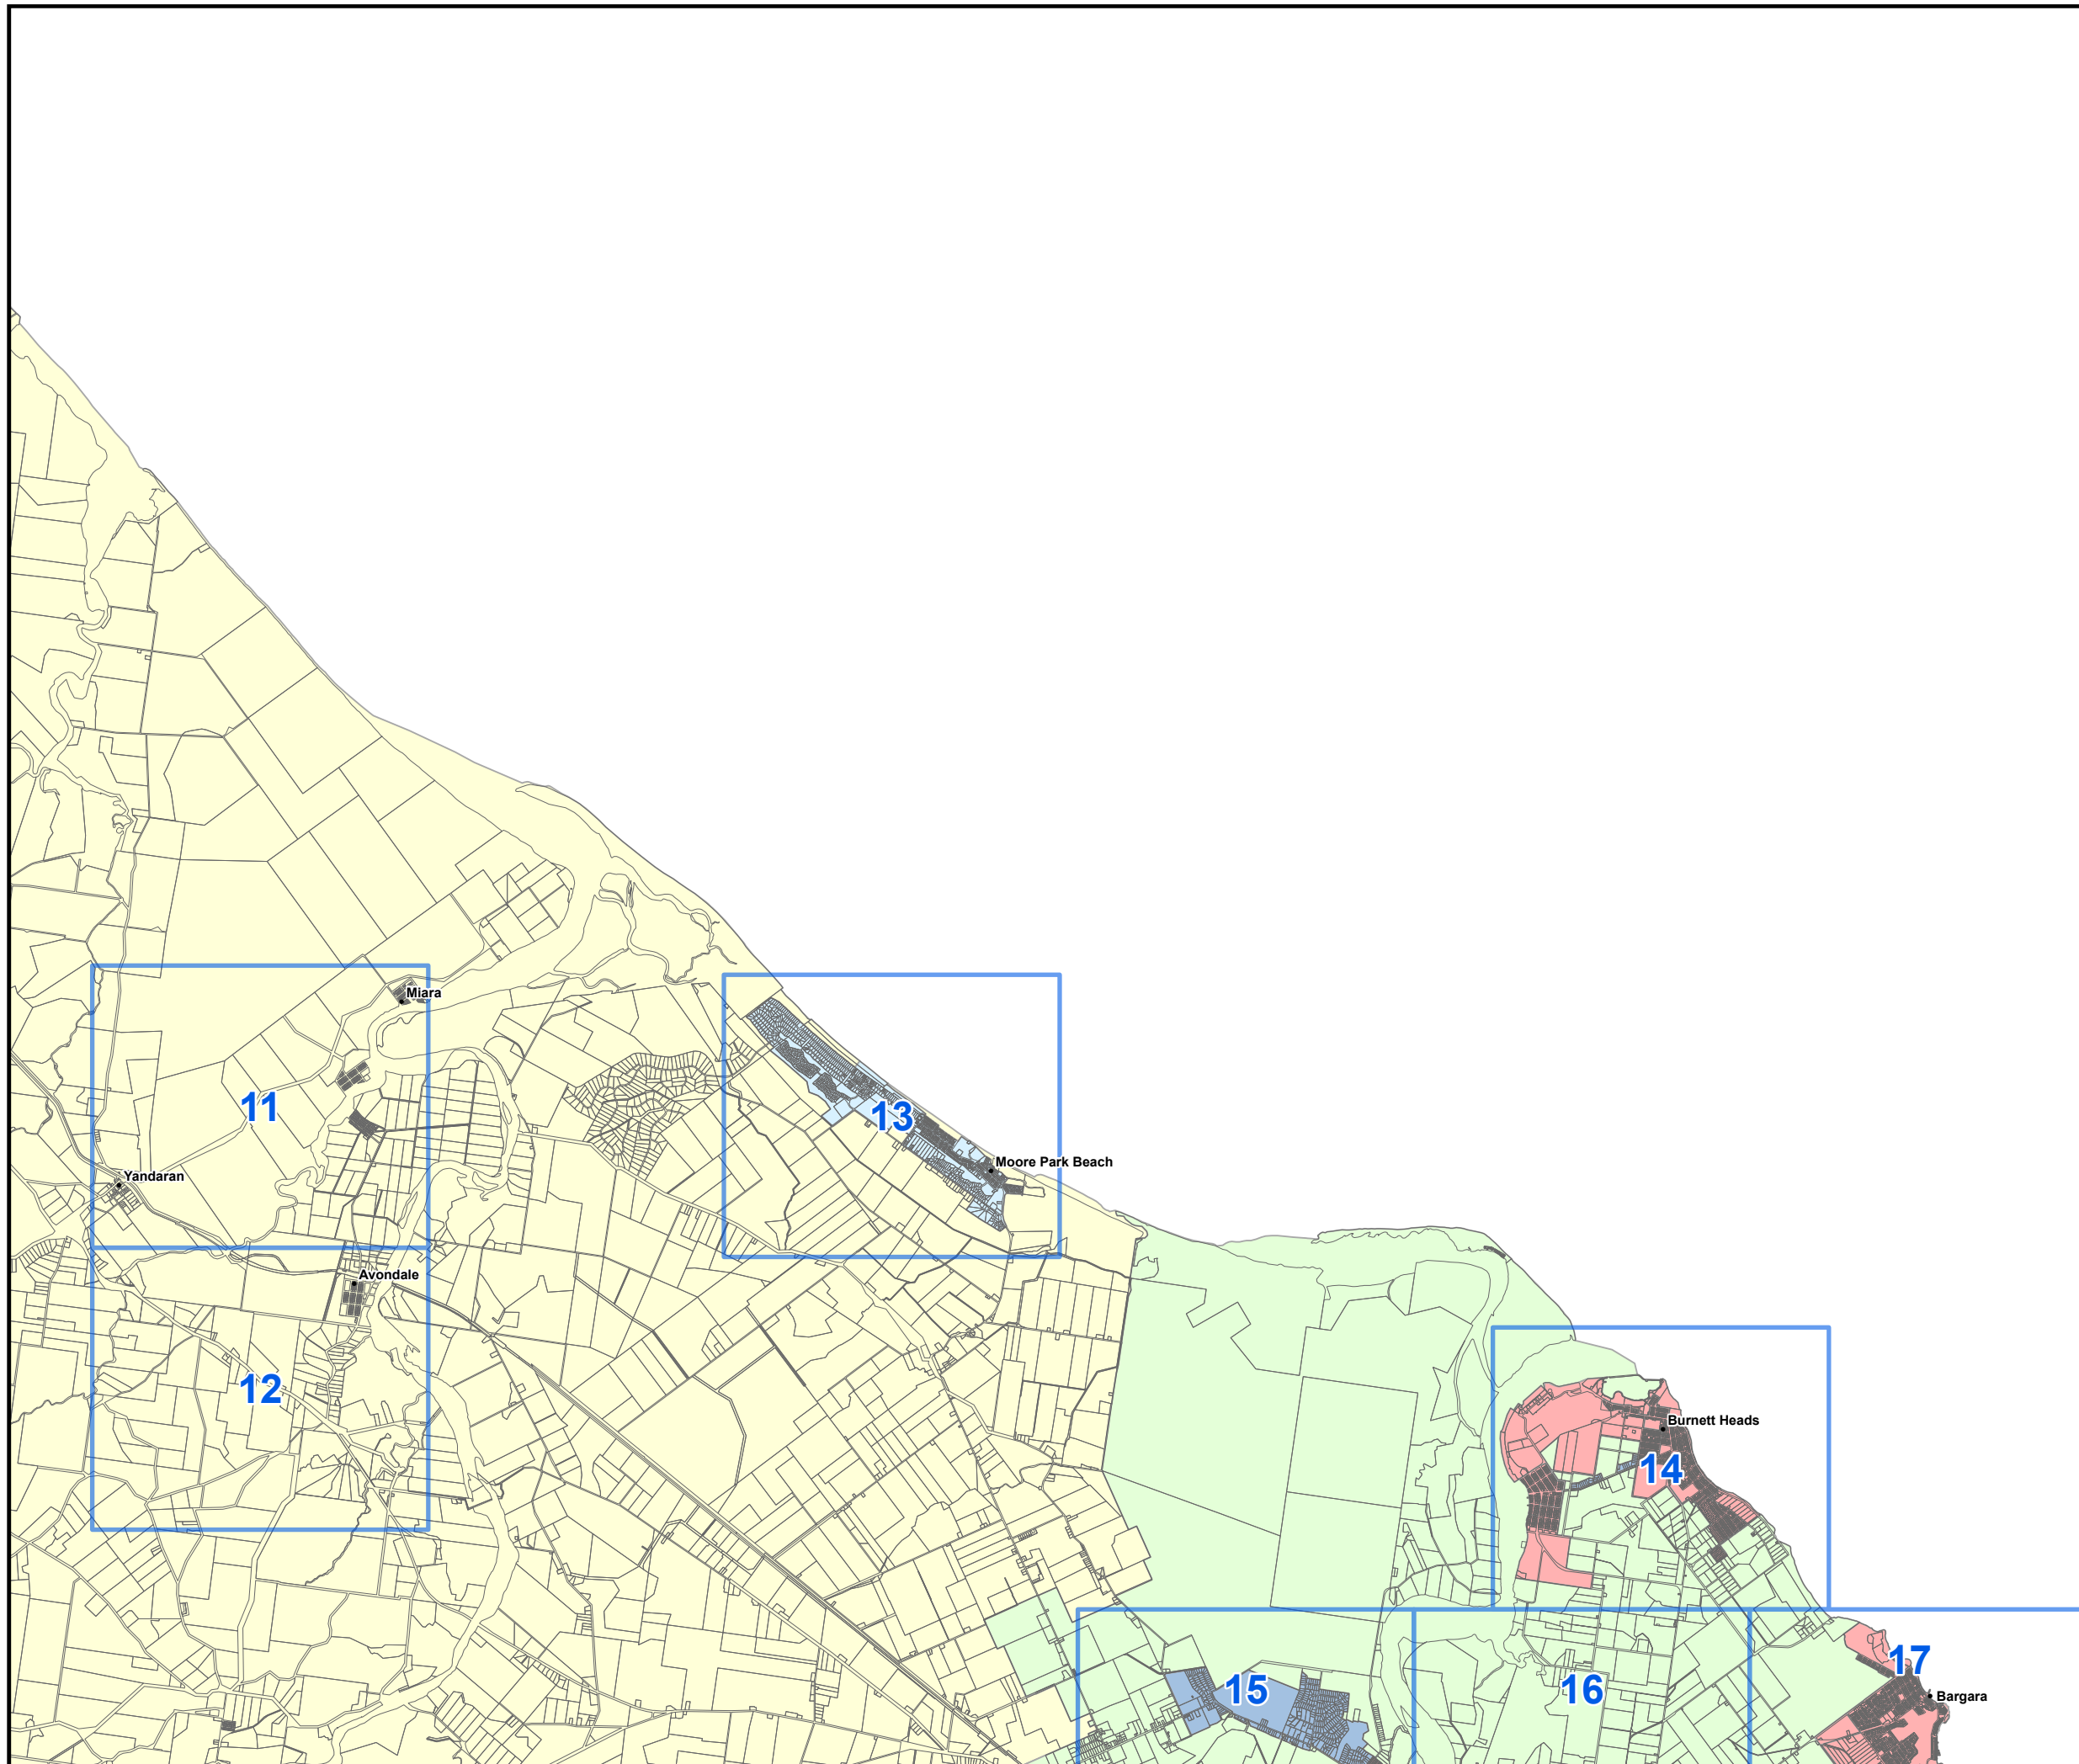 Miara
11
13
Moore Park Beach
Yandaran
Avondale
12
Burnett Heads
14
17
15
16
Bargara